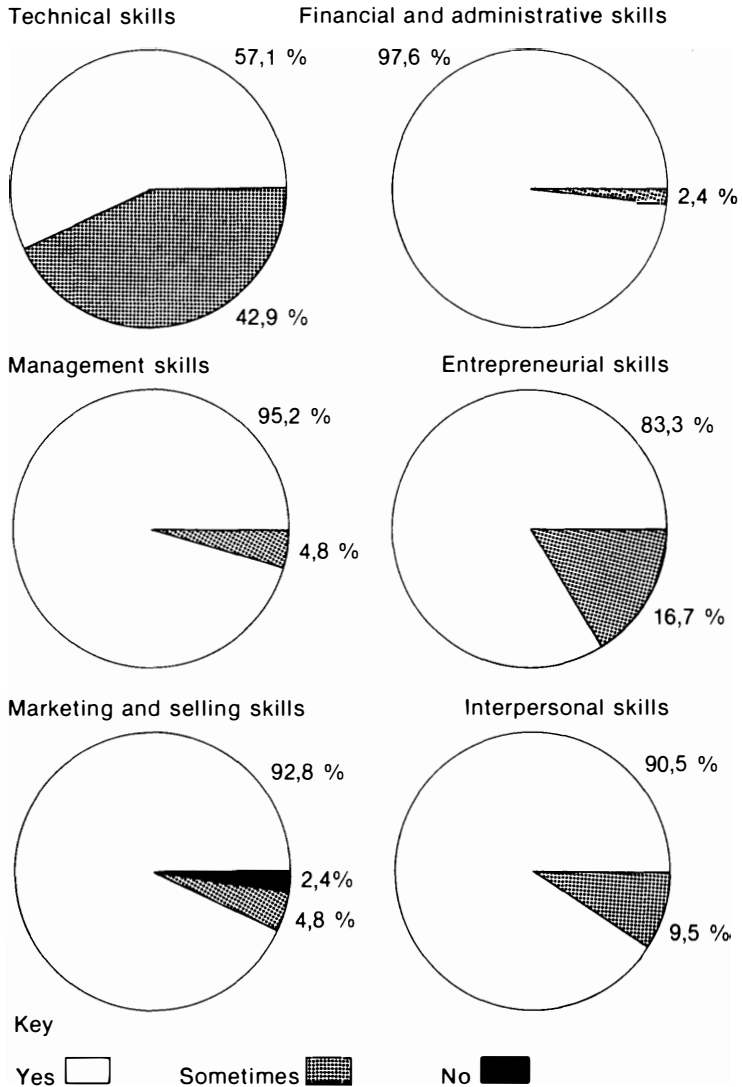 Technical skills
Financial and administrative skills
57,1 %
97,6 %
2,4 %
42,9 %
Management skills
Entrepreneurial skills
95,2 %
83,3 %
4,8 %
16,7 %
Marketing and selling skills
Interpersonal skills
92,8 %
90,5 %
2,4%
4,8 %
9,5 %
Key
Yes
Sometimes
No